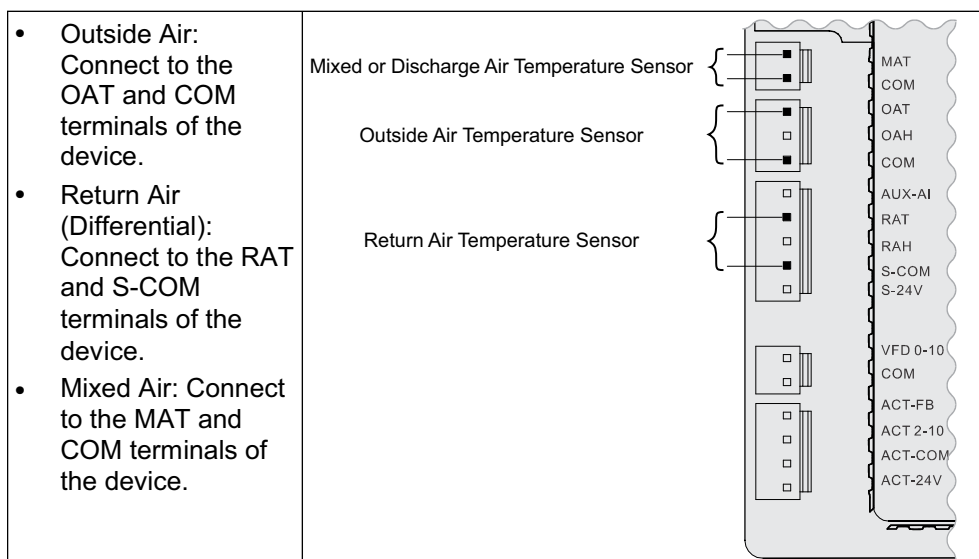 • Outside Air:
Connect to the
OAT and COM
terminals of the
device.
• Return Air
(Differential):
Connect to the RAT
and S-COM
terminals of the
device.
• Mixed Air: Connect
to the MAT and
COM terminals of
the device.
Mixed or Discharge Air Temperature Sensor
Outside Air Temperature Sensor
Return Air Temperature Sensor
MAT
COM
OAT
OAH
COM
AUX-AI
RAT
RAH
S-COM
S-24V
VFD 0-10
COM
ACT-FB
ACT 2-10
ACT-COM
ACT-24V